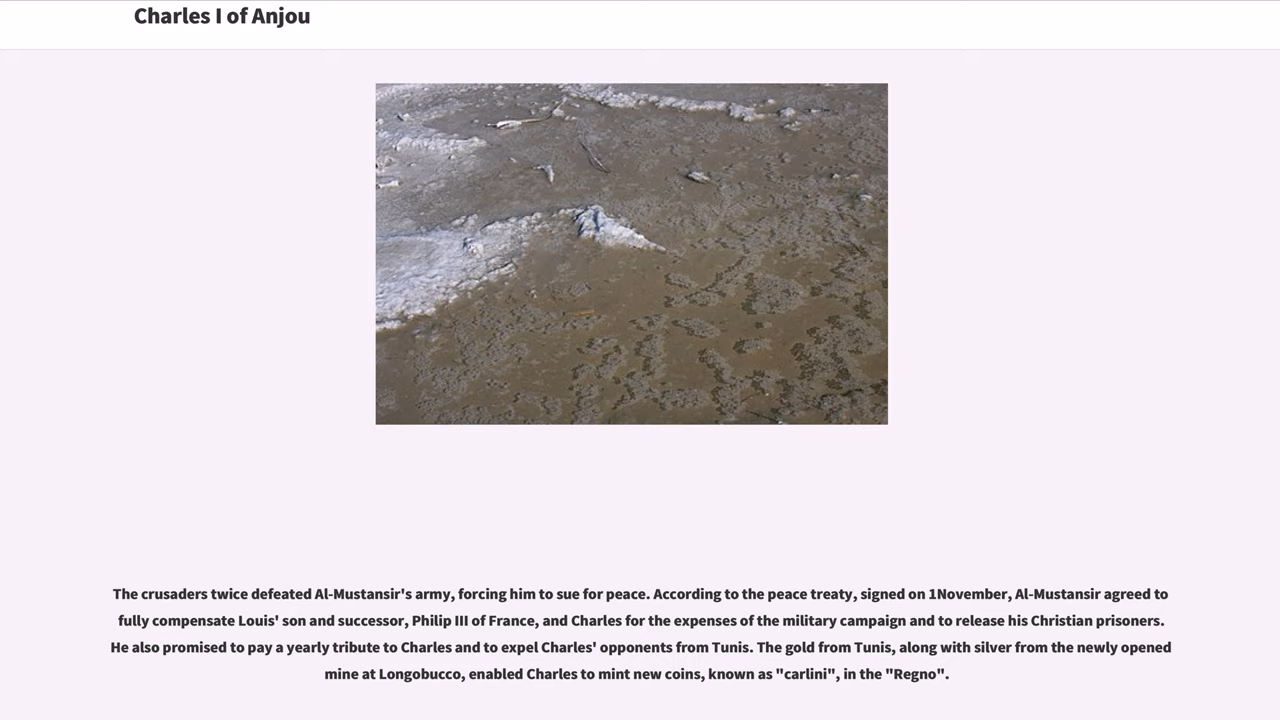 Charles I of Anjou
The crusaders twice defeated Al-Mustansir's army, forcing him to sue for peace. According to the peace treaty, signed on 1November, Al-Mustansir agreed to
fully compensate Louis' son and successor, Philip III of France, and Charles for the expenses of the military campaign and to release his Christian prisoners.
He also promised to pay a yearly tribute to Charles and to expel Charles' opponents from Tunis. The gold from Tunis, along with silver from the newly opened
mine at Longobucco, enabled Charles to mint new coins, known as "carlini", in the "Regno".